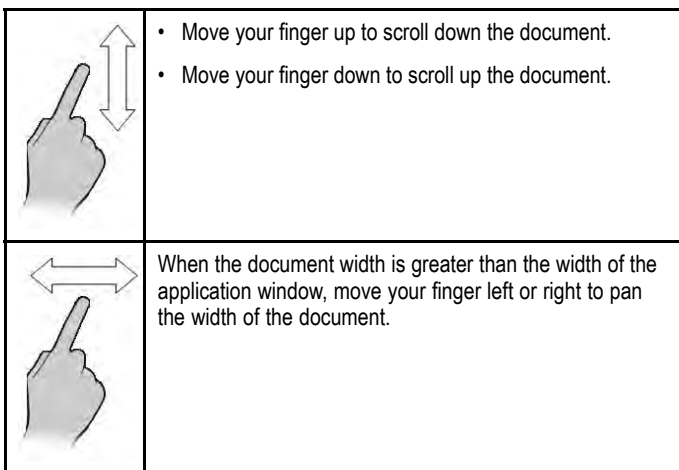 • Move your finger up to scroll down the document.
• Move your finger down to scroll up the document.
When the document width is greater than the width of the
application window, move your finger left or right to pan
the width of the document.